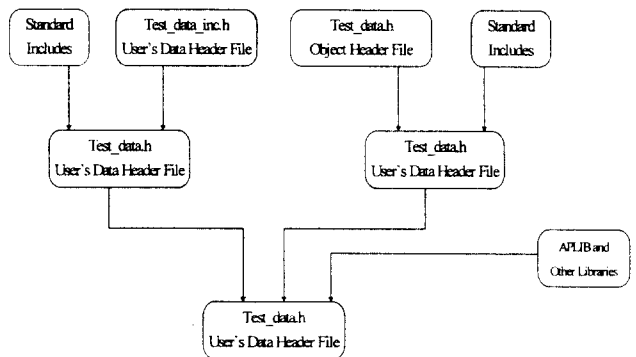 Standard
Includes
Test_data_inc.h
User's Data Header File
Test_data.h
Object Header File
Standard
Includes
Test_data.h
User's Data Header File
Test_data.h
User's Data Header File
APLIB and
Other Libraries
Test_data.h
User's Data Header File